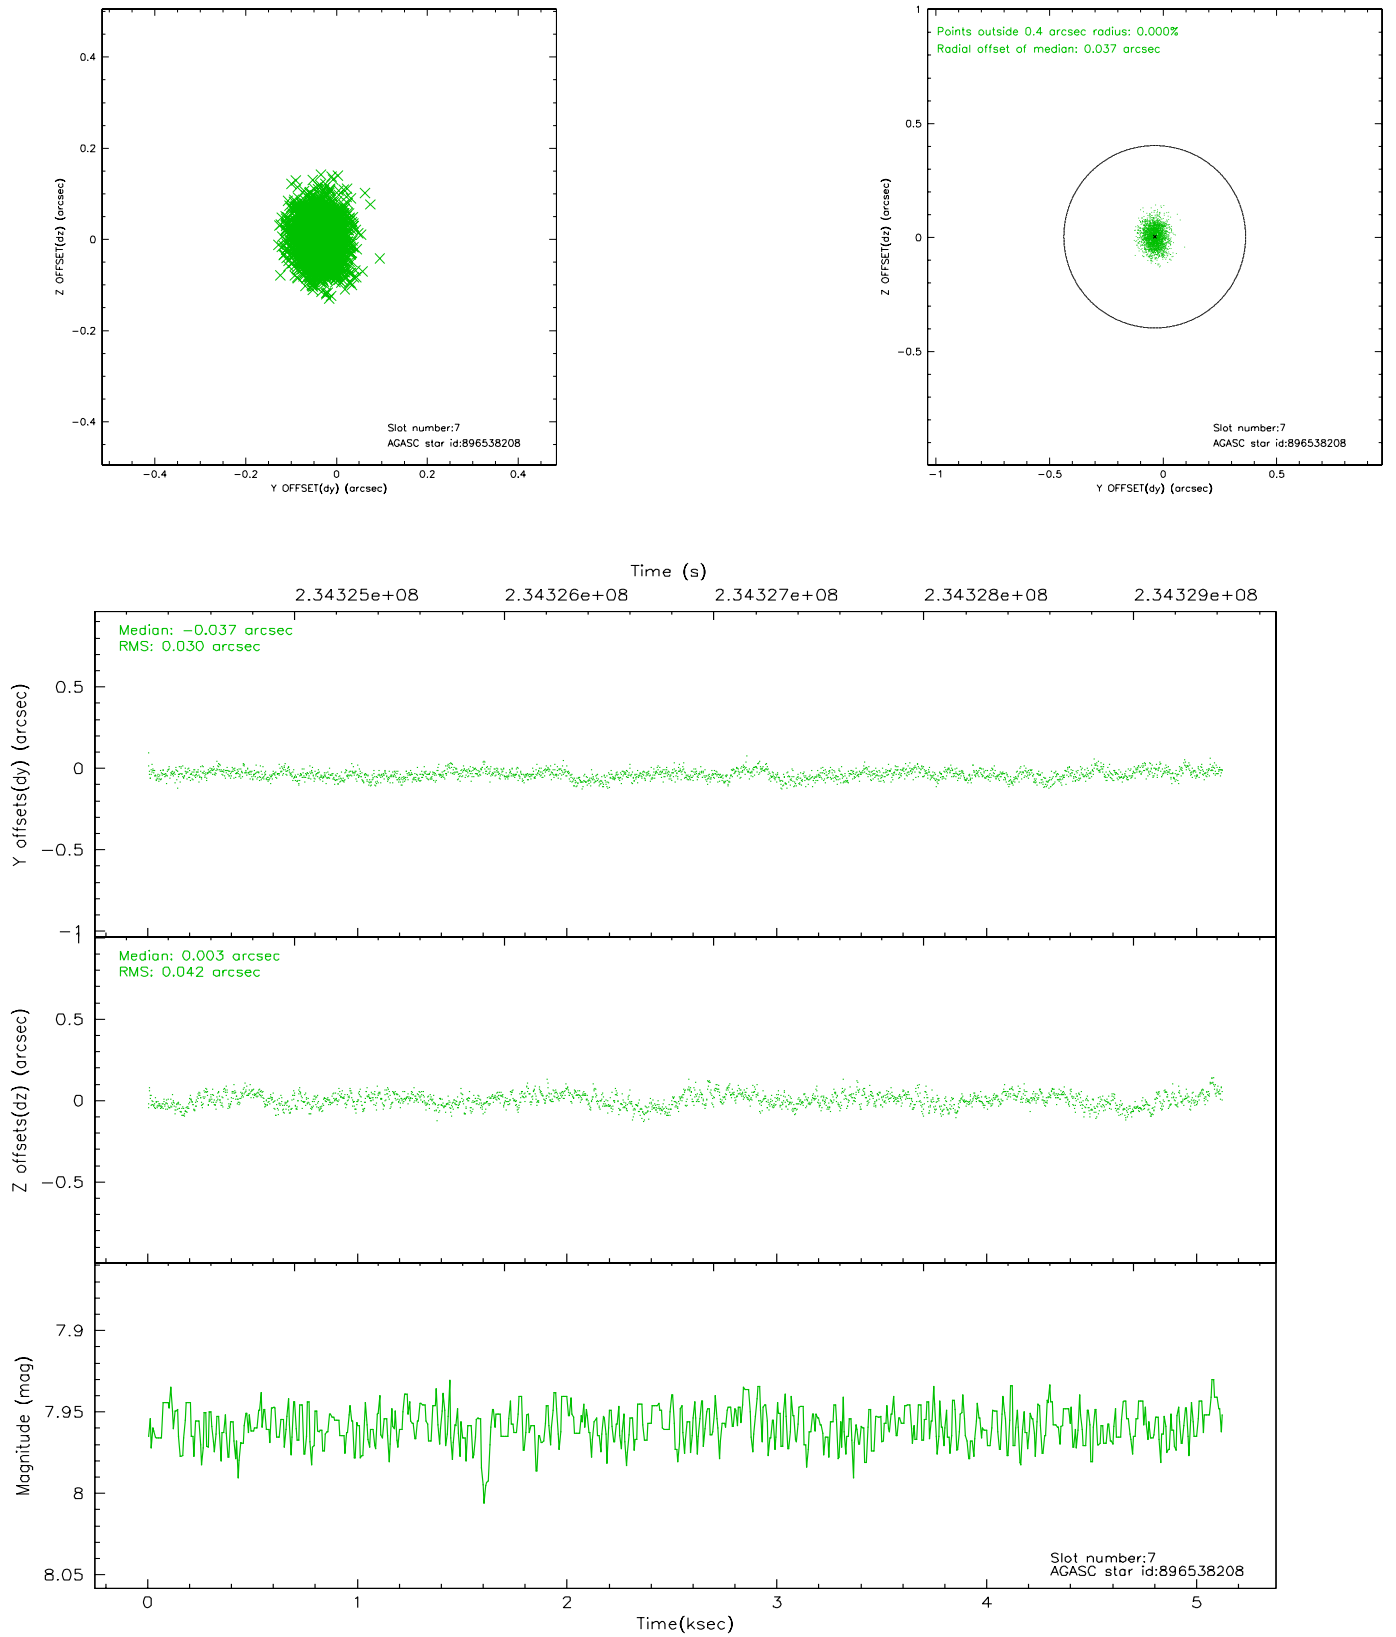 0.4
0.2
0
−0.2
−0.4
Z OFFSET(dz) (arcsec)
Slot number:7
AGASC star id:896538208
−0.4 −0.2 0 0.2 0.4
Y OFFSET(dy) (arcsec)
Points outside 0.4 arcsec radius: 0.000%
Radial offset of median: 0.037 arcsec
1
0.5
0
−0.5
Z OFFSET(dz) (arcsec)
Slot number:7
AGASC star id:896538208
−1 −0.5 0 0.5
Y OFFSET(dy) (arcsec)
Time (s)
2.34325e+08 2.34326e+08 2.34327e+08 2.34328e+08 2.34329e+08
Median: −0.037 arcsec
RMS: 0.030 arcsec
0.5
0
−0.5
−1
Y offsets(dy) (arcsec)
Median: 0.003 arcsec
RMS: 0.042 arcsec
1
0.5
0
−0.5
Z offsets(dz) (arcsec)
7.9
7.95
8
8.05
Magnitude (mag)
Slot number:7
AGASC star id:896538208
0 1 2 3 4 5
Time(ksec)